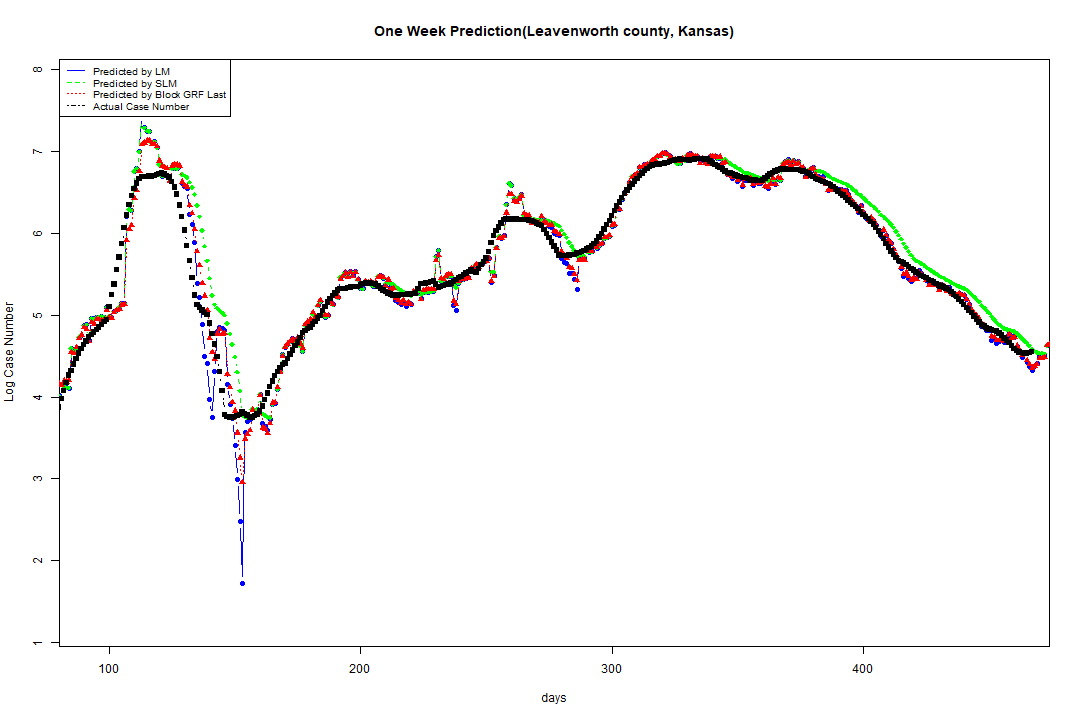 One Week Prediction(Leavenworth county, Kansas)
Predicted by LM
Predicted by SLM
Predicted by Block GRF Last
Actual Case Number
8
7
6
5
4
3
2
1
Log Case Number
100 200 300 400
days